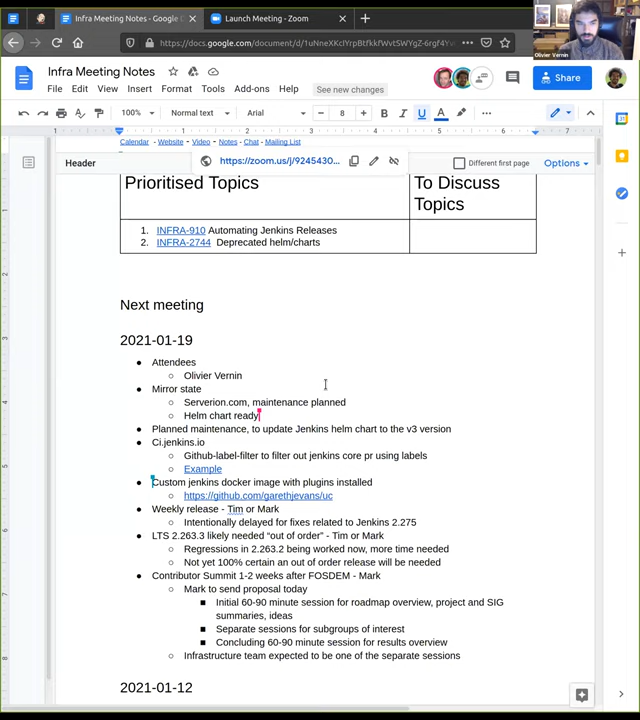 Infra Meeting Notes - Google
Launch Meeting - Zoom
Olivier Vernin
Infra Meeting Notes
File Edit View Insert Format Tools Add-ons Help
See new changes
Share
100%
Normal text
Arial
8
Calendar - Website - Video - Notes - Chat - Mailing List
Header
https://zoom.us/j/9245430...
Different first page
Options
Prioritised Topics
To Discuss Topics
1. INFRA-910 Automating Jenkins Releases
2. INFRA-2744 Deprecated helm/charts
Next meeting
2021-01-19
● Attendees
○ Olivier Vernin
● Mirror state
○ Serverion.com, maintenance planned
○ Helm chart ready
● Planned maintenance, to update Jenkins helm chart to the v3 version
● Ci.jenkins.io
○ Github-label-filter to filter out jenkins core pr using labels
○ Example
● Custom jenkins docker image with plugins installed
○ https://github.com/garethjevans/uc
● Weekly release - Tim or Mark
○ Intentionally delayed for fixes related to Jenkins 2.275
● LTS 2.263.3 likely needed “out of order” - Tim or Mark
○ Regressions in 2.263.2 being worked now, more time needed
○ Not yet 100% certain an out of order release will be needed
● Contributor Summit 1-2 weeks after FOSDEM - Mark
○ Mark to send proposal today
■ Initial 60-90 minute session for roadmap overview, project and SIG
summaries, ideas
■ Separate sessions for subgroups of interest
■ Concluding 60-90 minute session for results overview
○ Infrastructure team expected to be one of the separate sessions
2021-01-12